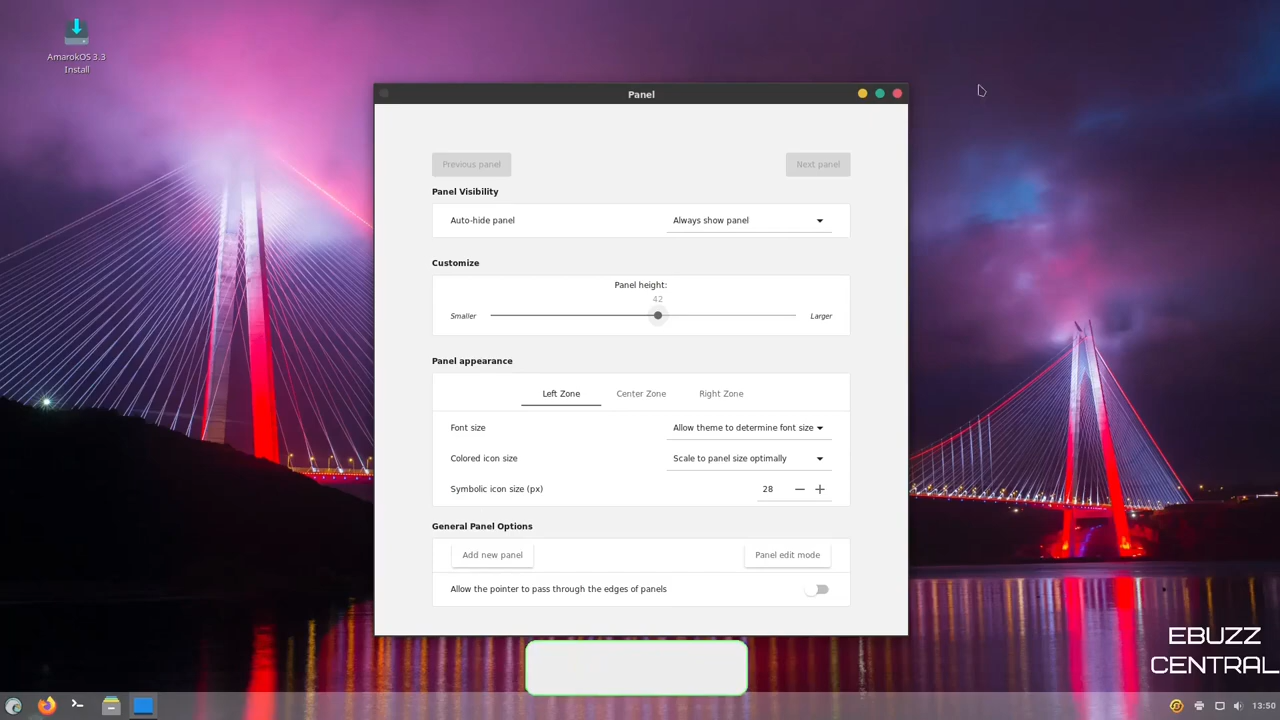 AmarokOS 3.3
Install
Panel
Previous panel
Next panel
Panel Visibility
Auto-hide panel
Always show panel
Customize
Panel height:
42
Smaller
Larger
Panel appearance
Left Zone
Center Zone
Right Zone
Font size
Allow theme to determine font size
Colored icon size
Scale to panel size optimally
Symbolic icon size (px)
28
General Panel Options
Add new panel
Panel edit mode
Allow the pointer to pass through the edges of panels
EBUZZ
CENTRAL
13:50